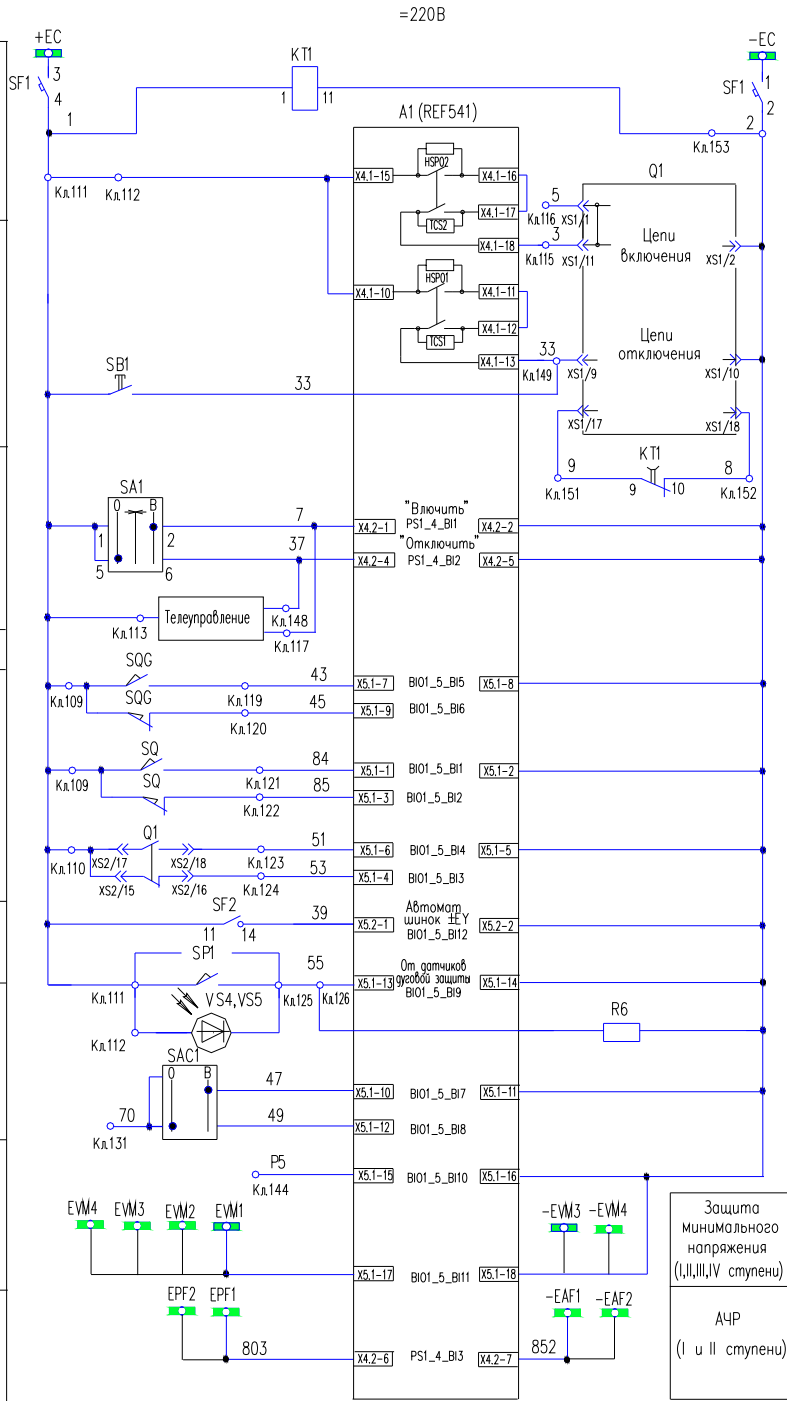 =220В
+EC
-EC
SF1 3
4
1
KT1
1 11
SF1 1
2
2
Кл.153
A1 (REF541)
Кл.111 Кл.112
X4.1-15 HSPO2 X4.1-16
X4.1-17
TCS2
X4.1-18
5
Кл.116 XS1/1
3
Кл.115 XS1/11
Q1
Цепи
включения
XS1/2
X4.1-10 HSPO1 X4.1-11
X4.1-12
TCS1
X4.1-13
33
Кл.149 XS1/9
Цепи
отключения
XS1/10
SB1
33
XS1/17 XS1/18
KT1
9 8
Кл.151 9 10 Кл.152
SA1
0 B
1 2
5 6
7
37
"Влючить"
X4.2-1 PS1_4_BI1 X4.2-2
"Отключить"
X4.2-4 PS1_4_BI2 X4.2-5
Телеуправление
Кл.113
Кл.148
Кл.117
SQG
43
Кл.109 Кл.119
X5.1-7 BIO1_5_BI5 X5.1-8
SQG
45
Кл.120
X5.1-9 BIO1_5_BI6
SQ
84
Кл.109 Кл.121
X5.1-1 BIO1_5_BI1 X5.1-2
SQ
85
Кл.122
X5.1-3 BIO1_5_BI2
Q1
51
Кл.110 XS2/17 XS2/18 Кл.123
X5.1-6 BIO1_5_BI4 X5.1-5
53
XS2/15 XS2/16 Кл.124
X5.1-4 BIO1_5_BI3
SF2
11 14
39
Автомат
шинок ±EY
X5.2-1 BIO1_5_BI12 X5.2-2
SP1
55
Кл.111 Кл.125 Кл.126
От датчиков
дуговой защиты
X5.1-13 BIO1_5_BI9 X5.1-14
VS4,VS5
Кл.112
R6
SAC1
0 B
47
X5.1-10 BIO1_5_BI7 X5.1-11
70
Кл.131
49
X5.1-12 BIO1_5_BI8
P5
Кл.144
X5.1-15 BIO1_5_BI10 X5.1-16
EVM4 EVM3 EVM2 EVM1
-EVM3 -EVM4
X5.1-17 BIO1_5_BI11 X5.1-18
Защита
минимального
напряжения
(I,II,III,IV ступени)
EPF2 EPF1
-EAF1 -EAF2
803
X4.2-6 PS1_4_BI3 X4.2-7
852
АЧР
(I и II ступени)